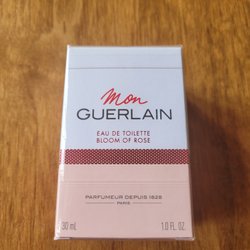 Mon
GUERLAIN
EAU DE TOILETTE
BLOOM OF ROSE
PARFUMEUR DEPUIS 1828
PARIS
30 mL 1.0 FL. OZ.